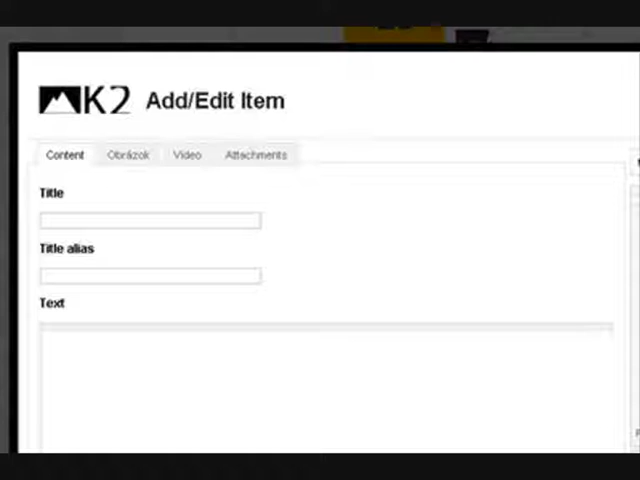 K2 Add/Edit Item
Content Obrázok Video Attachments
Title
Title alias
Text